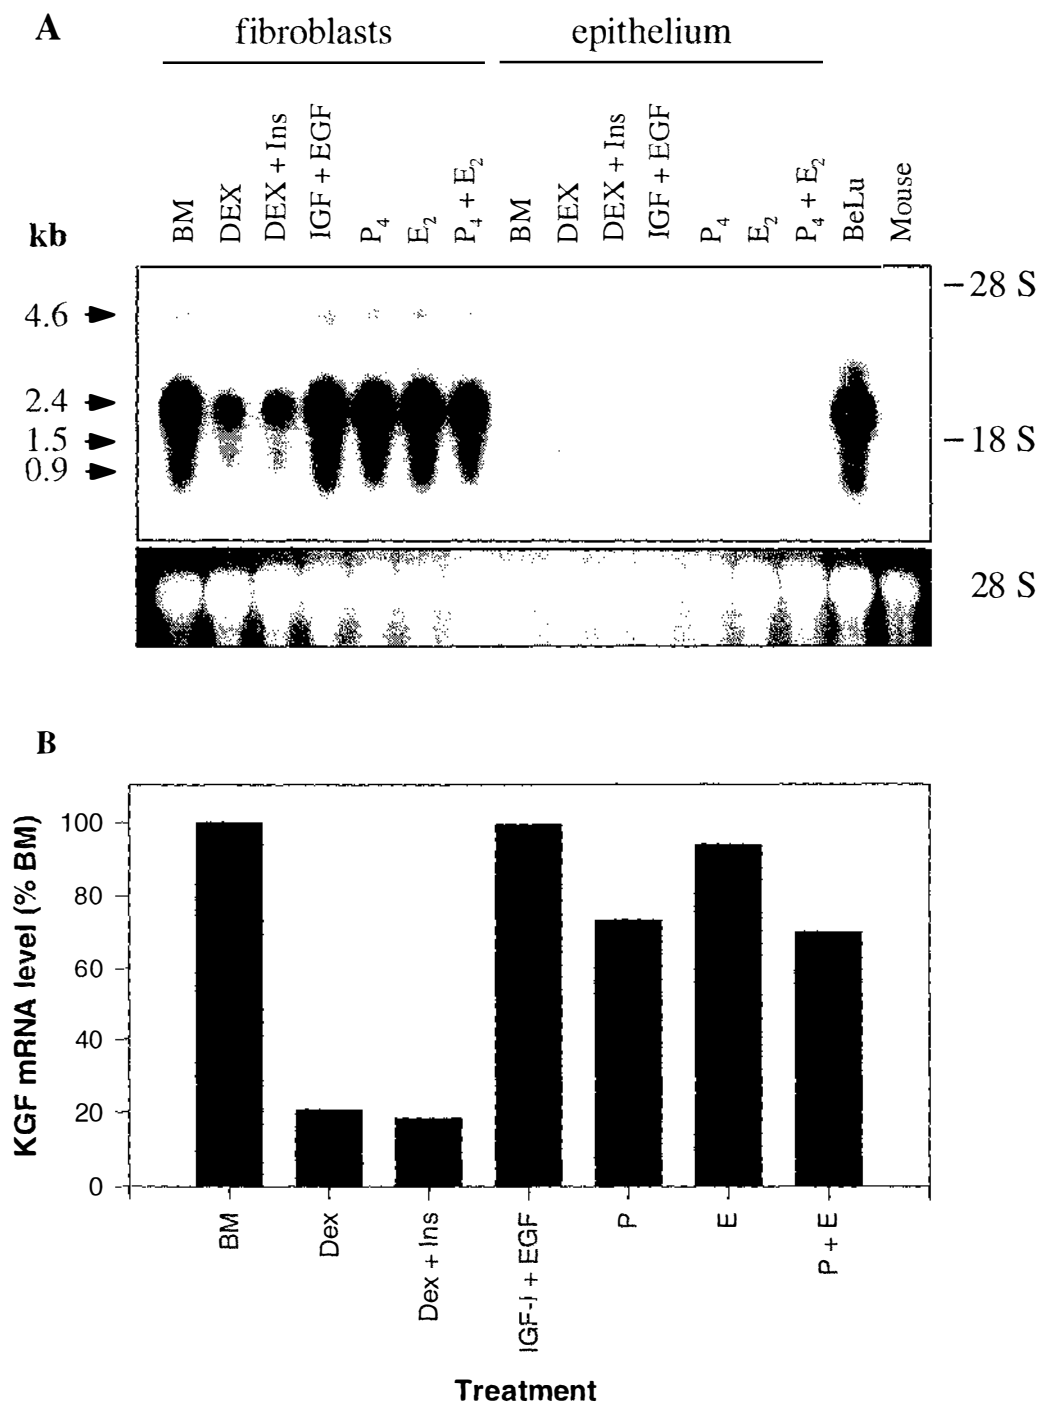 A
fibroblasts
epithelium
kb
BM
DEX
DEX + Ins
IGF + EGF
P4
E2
P4 + E2
BM
DEX
DEX + Ins
IGF + EGF
P4
E2
P4 + E2
BeLu
Mouse
4.6
2.4
1.5
0.9
28 S
18 S
28 S
B
KGF mRNA level (% BM)
100
80
60
40
20
0
BM
Dex
Dex + Ins
IGF-I + EGF
P
E
P + E
Treatment